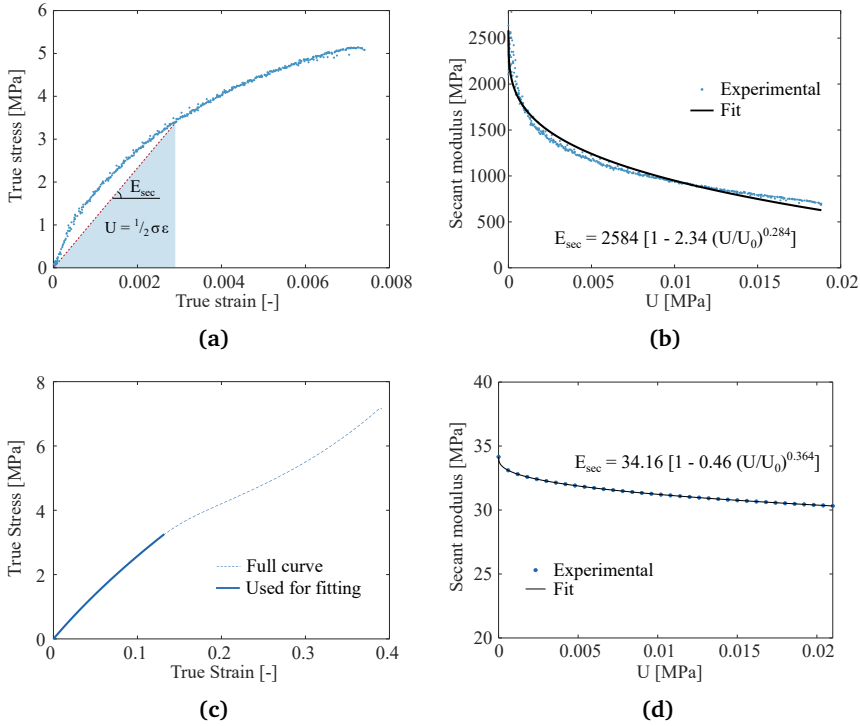 True stress [MPa]
6
5
4
3
2
1
0
E_sec
U = ¹/₂ σ ε
0
0.002
0.004
0.006
0.008
True strain [-]
(a)
Secant modulus [MPa]
2500
2000
1500
1000
500
0
Experimental
Fit
E_sec = 2584 [1 - 2.34 (U/U₀)^0.284]
0
0.005
0.01
0.015
0.02
U [MPa]
(b)
True Stress [MPa]
8
6
4
2
0
Full curve
Used for fitting
0
0.1
0.2
0.3
0.4
True Strain [-]
(c)
Secant modulus [MPa]
40
35
30
25
20
E_sec = 34.16 [1 - 0.46 (U/U₀)^0.364]
Experimental
Fit
0
0.005
0.01
0.015
0.02
U [MPa]
(d)